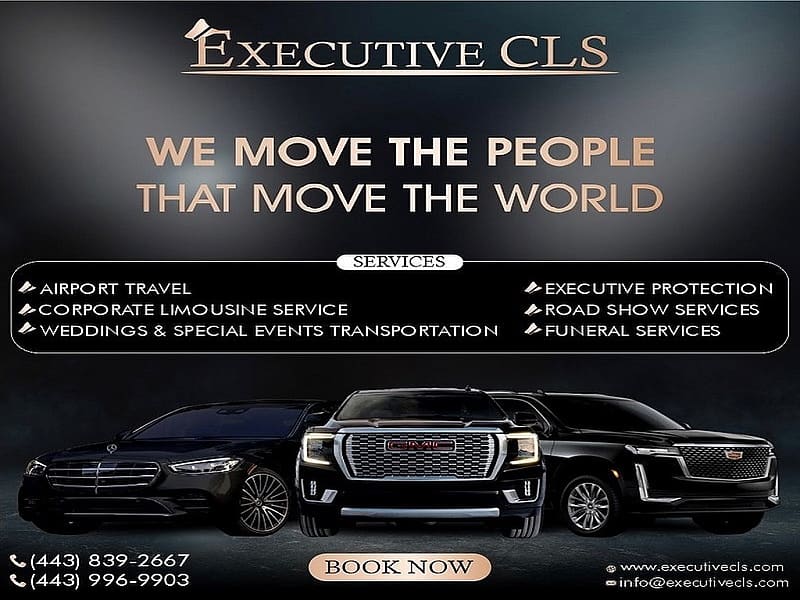 EXECUTIVE CLS
WE MOVE THE PEOPLE
THAT MOVE THE WORLD
SERVICES
AIRPORT TRAVEL
CORPORATE LIMOUSINE SERVICE
WEDDINGS & SPECIAL EVENTS TRANSPORTATION
EXECUTIVE PROTECTION
ROAD SHOW SERVICES
FUNERAL SERVICES
GMC
(443) 839-2667
(443) 996-9903
BOOK NOW
www.executivecls.com
info@executivecls.com